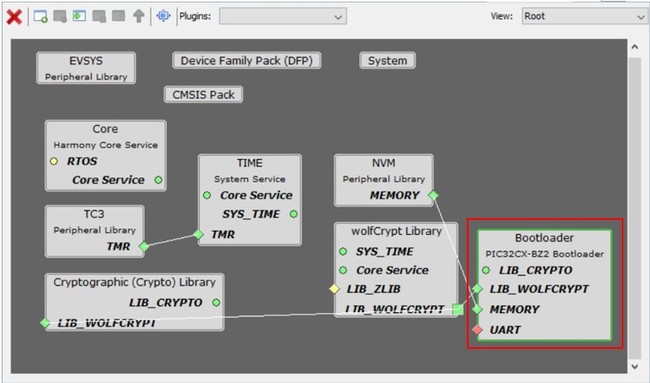 Plugins:
View:
Root
EVSYS
Peripheral Library
Device Family Pack (DFP)
System
CMSIS Pack
Core
Harmony Core Service
RTOS
Core Service
TIME
System Service
Core Service
SYS_TIME
TMR
NVM
Peripheral Library
MEMORY
TC3
Peripheral Library
TMR
wolfCrypt Library
SYS_TIME
Core Service
LIB_ZLIB
LIB_WOLFCRYPT
Bootloader
PIC32CX-BZ2 Bootloader
LIB_CRYPTO
LIB_WOLFCRYPT
MEMORY
UART
Cryptographic (Crypto) Library
LIB_CRYPTO
LIB_WOLFCRYPT